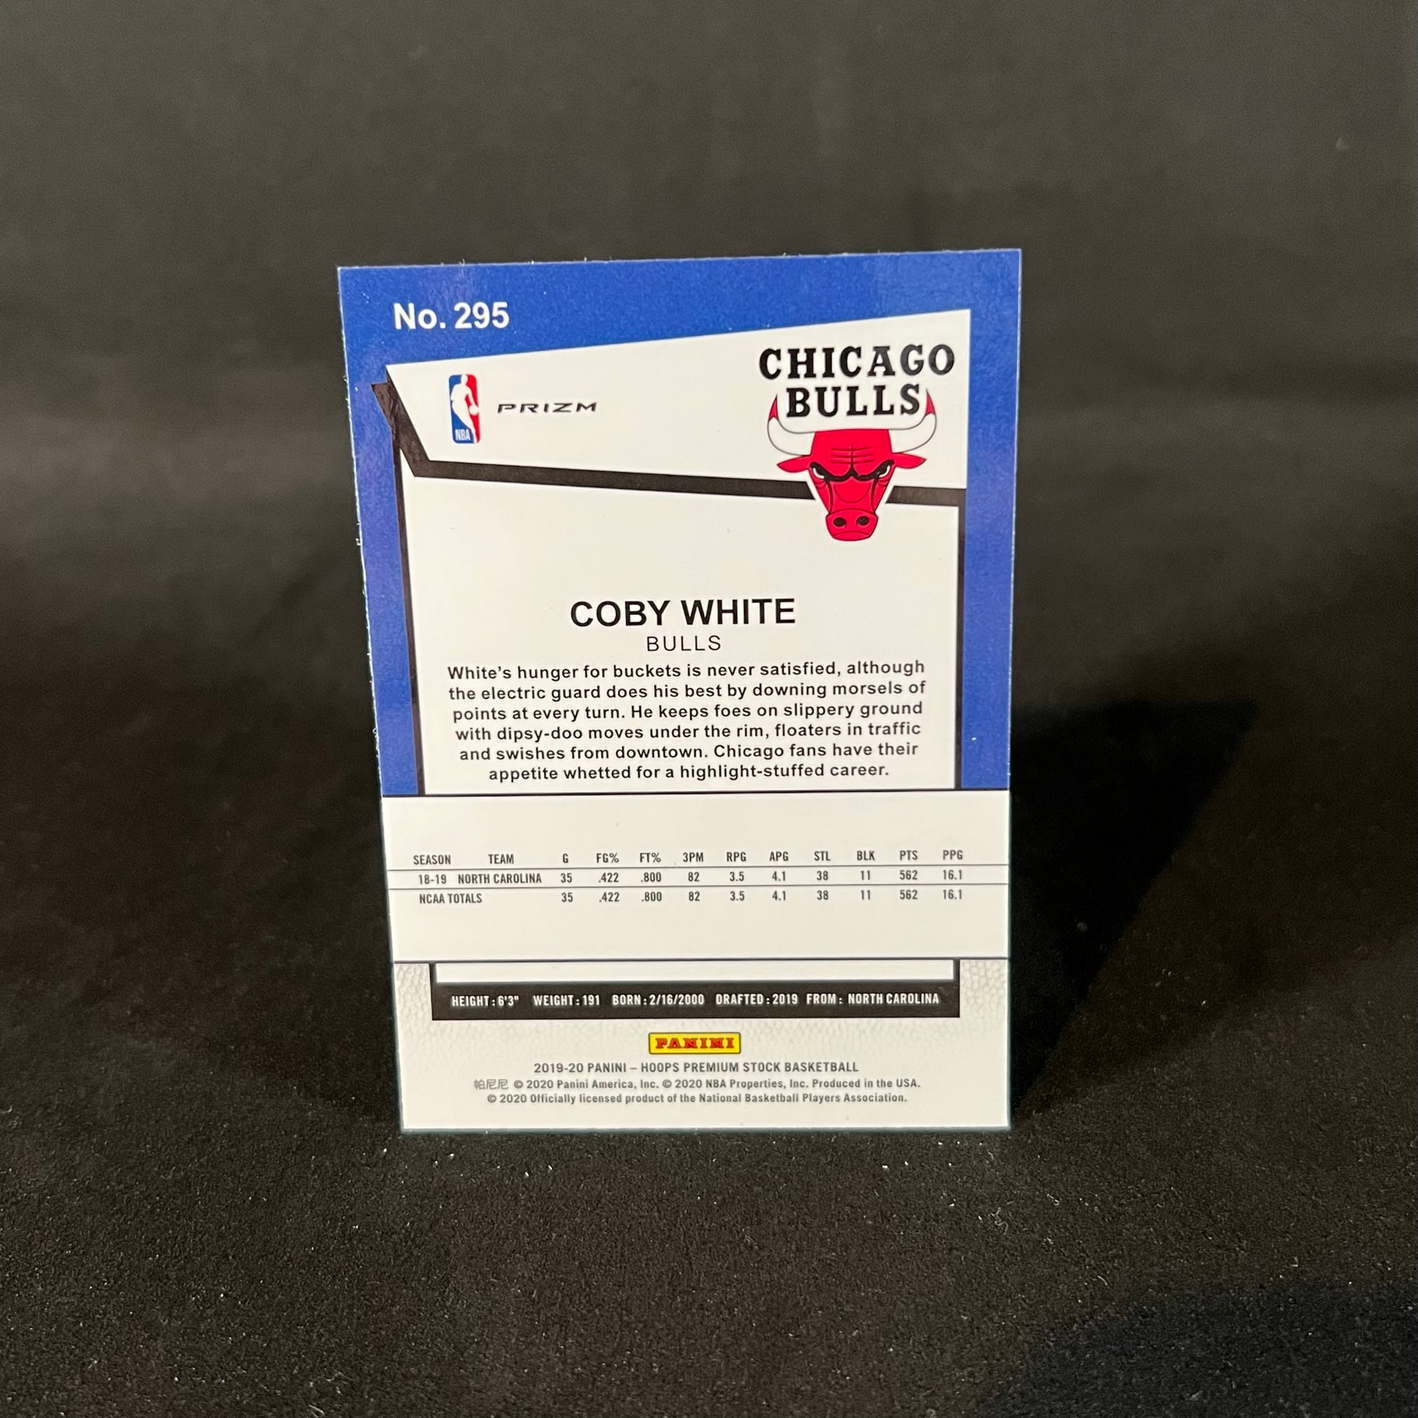 No. 295
CHICAGO
BULLS
NBA
PRIZM
COBY WHITE
BULLS
White's hunger for buckets is never satisfied, although
the electric guard does his best by downing morsels of
points at every turn. He keeps foes on slippery ground
with dipsy-doo moves under the rim, floaters in traffic
and swishes from downtown. Chicago fans have their
appetite whetted for a highlight-stuffed career.
SEASON TEAM G FG% FT% 3PM RPG APG STL BLK PTS PPG
18-19 NORTH CAROLINA 35 .422 .800 82 3.5 4.1 38 11 562 16.1
NCAA TOTALS 35 .422 .800 82 3.5 4.1 38 11 562 16.1
HEIGHT: 6'3" WEIGHT: 191 BORN: 2/16/2000 DRAFTED: 2019 FROM: NORTH CAROLINA
PANINI
2019-20 PANINI – HOOPS PREMIUM STOCK BASKETBALL
帕尼尼 © 2020 Panini America, Inc. © 2020 NBA Properties, Inc. Produced in the USA.
© 2020 Officially licensed product of the National Basketball Players Association.